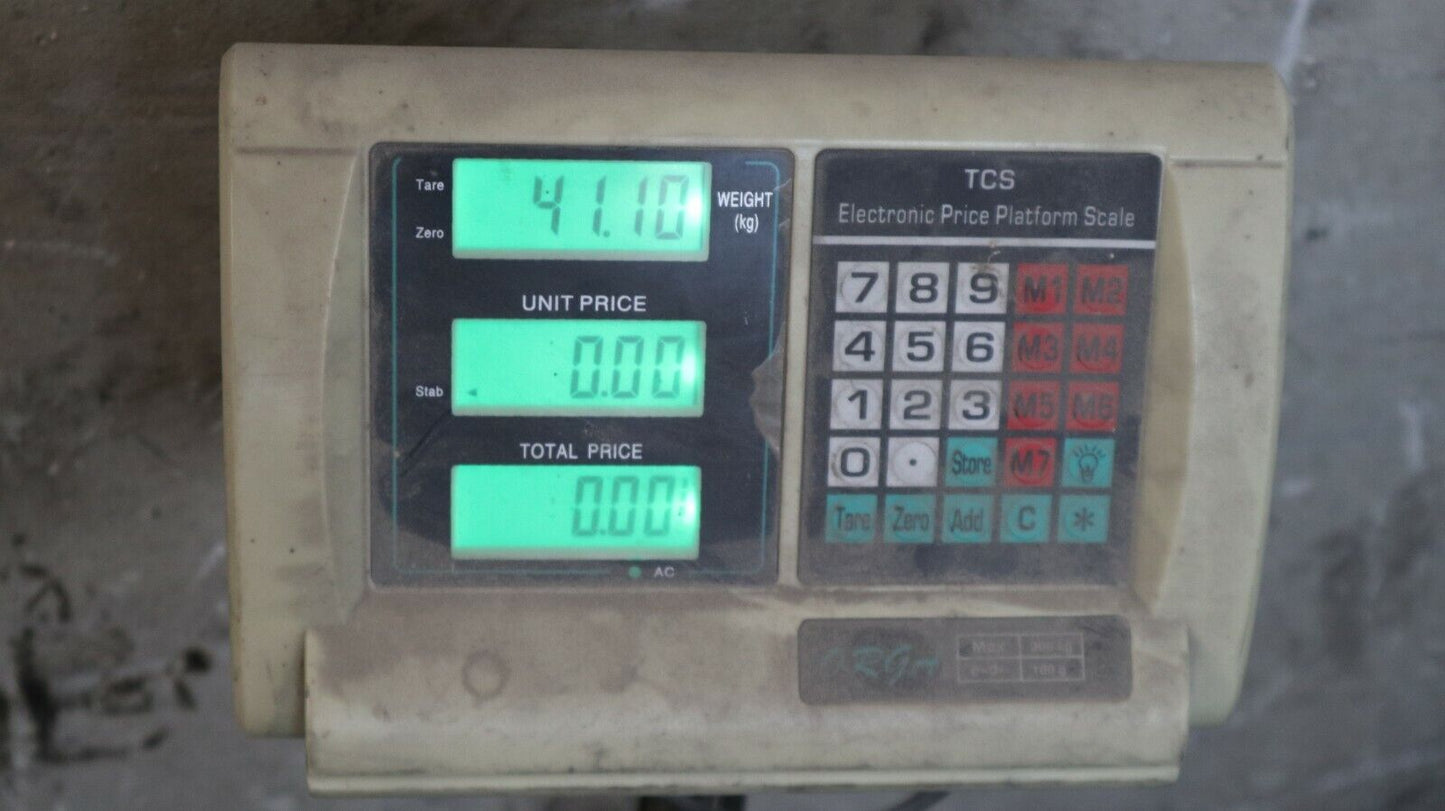 Tare
41.10
WEIGHT
(kg)
Zero
UNIT PRICE
0.00
Stab
TOTAL PRICE
0.00
AC
TCS
Electronic Price Platform Scale
7 8 9 M1 M2
4 5 6 M3 M4
1 2 3 M5 M6
0 . Store M7
Tare Zero Add C *
Max